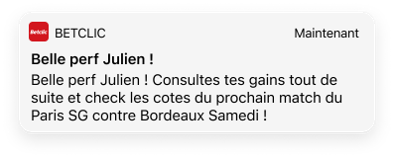 Betclic BETCLIC Maintenant
Belle perf Julien !
Belle perf Julien ! Consultes tes gains tout de
suite et check les cotes du prochain match du
Paris SG contre Bordeaux Samedi !